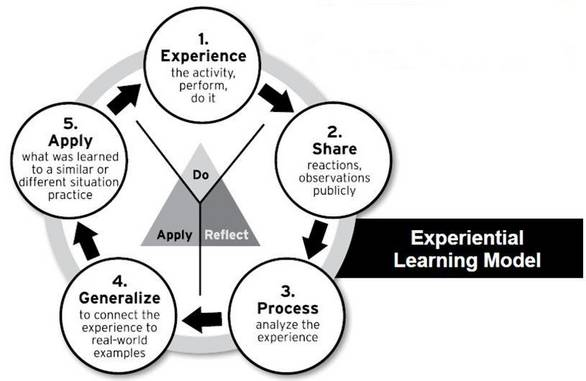 1.
Experience
the activity,
perform,
do it
2.
Share
reactions,
observations
publicly
3.
Process
analyze the
experience
4.
Generalize
to connect the
experience to
real-world
examples
5.
Apply
what was learned
to a similar or
different situation
practice
Do
Apply
Reflect
Experiential
Learning Model